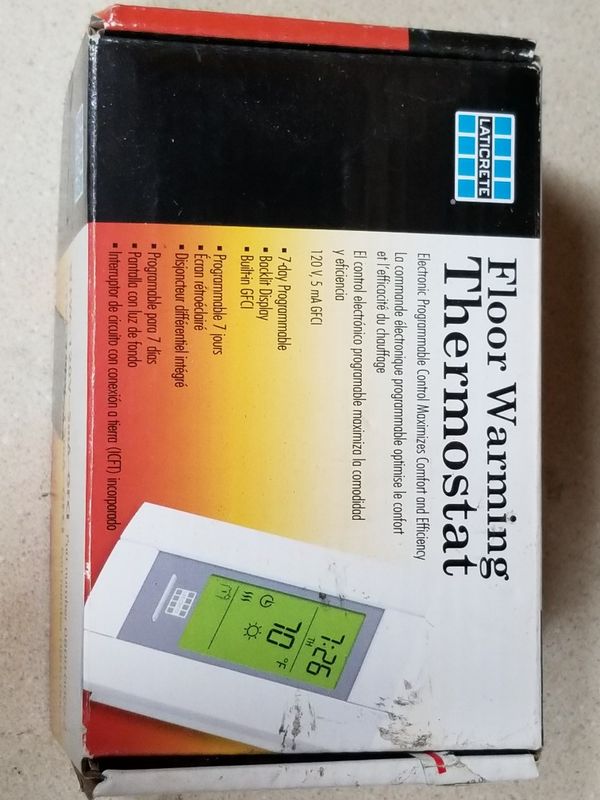 LATICRETE
Floor Warming
Thermostat
Electronic Programmable Control Maximizes Comfort and Efficiency
La commande électronique programmable optimise le confort
et l'efficacité du chauffage
El control electrónico programable maximiza la comodidad
y eficiencia
120 V, 5 mA GFCI
▪ 7-day Programmable
▪ Backlit Display
▪ Built-in GFCI
▪ Programmable 7 jours
▪ Écran rétroéclairé
▪ Disjoncteur différentiel intégré
▪ Programable para 7 días
▪ Pantalla con luz de fondo
▪ Interruptor de circuito con conexión a tierra (ICFT) incorporado
7:26
TH
70 °F